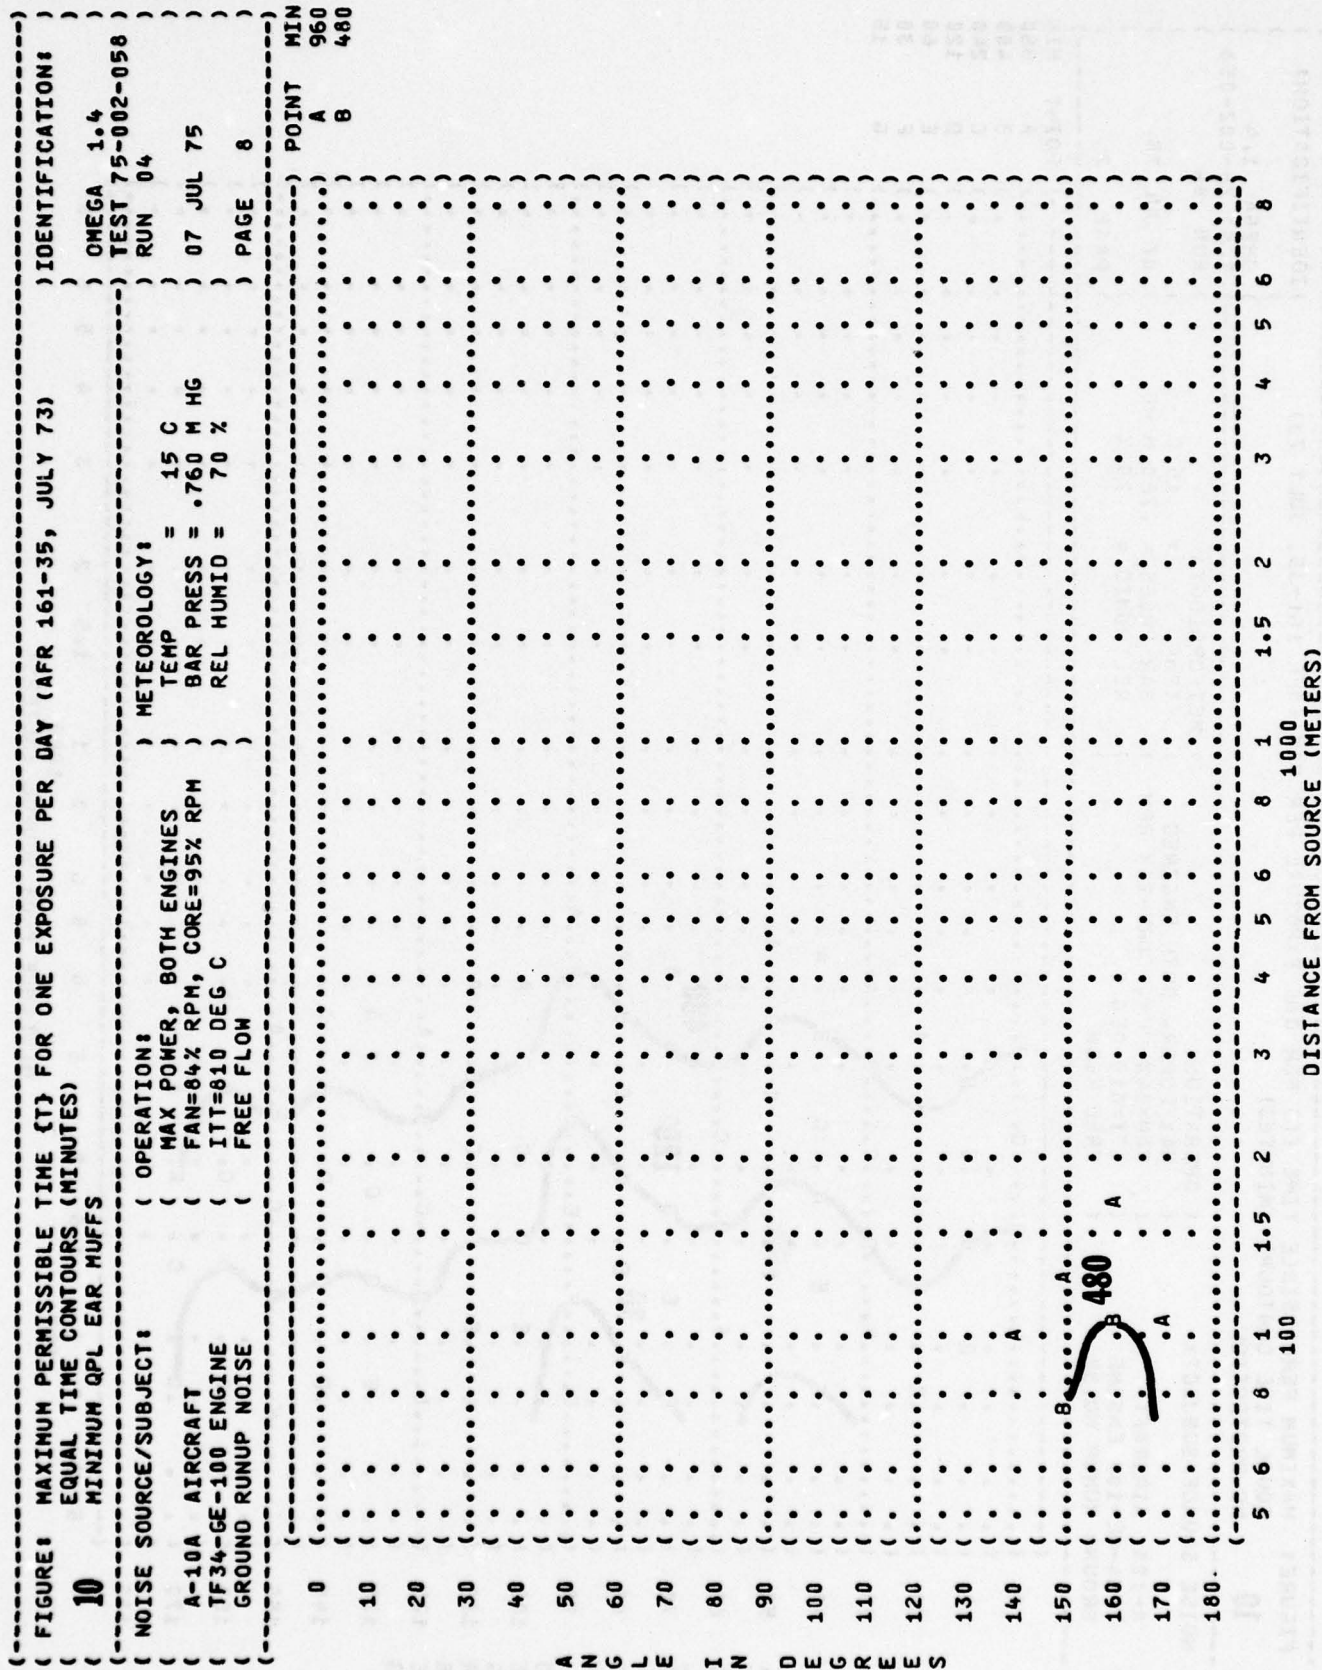 FIGURE: MAXIMUM PERMISSIBLE TIME {T} FOR ONE EXPOSURE PER DAY (AFR 161-35, JULY 73)
EQUAL TIME CONTOURS (MINUTES)
10 MINIMUM QPL EAR MUFFS
IDENTIFICATION:
OMEGA 1.4
TEST 75-002-058
RUN 04
07 JUL 75
PAGE 8
NOISE SOURCE/SUBJECT:
A-10A AIRCRAFT
TF34-GE-100 ENGINE
GROUND RUNUP NOISE
OPERATION:
MAX POWER, BOTH ENGINES
FAN=84% RPM, CORE=95% RPM
ITT=810 DEG C
FREE FLOW
METEOROLOGY:
TEMP = 15 C
BAR PRESS = .760 M HG
REL HUMID = 70 %
POINT MIN
A 960
B 480
ANGLE IN DEGREES
0
10
20
30
40
50
60
70
80
90
100
110
120
130
140
150
160
170
180.
A
B A
480
B A
A
5 6 8 1 1.5 2 3 4 5 6 8 1 1.5 2 3 4 5 6 8
100 1000
DISTANCE FROM SOURCE (METERS)